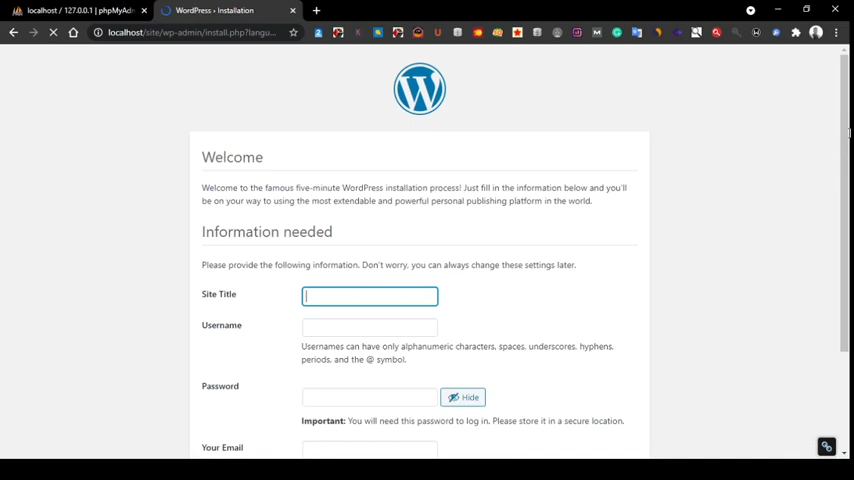 localhost / 127.0.0.1 | phpMyAdm
WordPress › Installation
localhost/site/wp-admin/install.php?langu...
Welcome
Welcome to the famous five-minute WordPress installation process! Just fill in the information below and you'll
be on your way to using the most extendable and powerful personal publishing platform in the world.
Information needed
Please provide the following information. Don't worry, you can always change these settings later.
Site Title
Username
Usernames can have only alphanumeric characters, spaces, underscores, hyphens,
periods, and the @ symbol.
Password
Hide
Important: You will need this password to log in. Please store it in a secure location.
Your Email